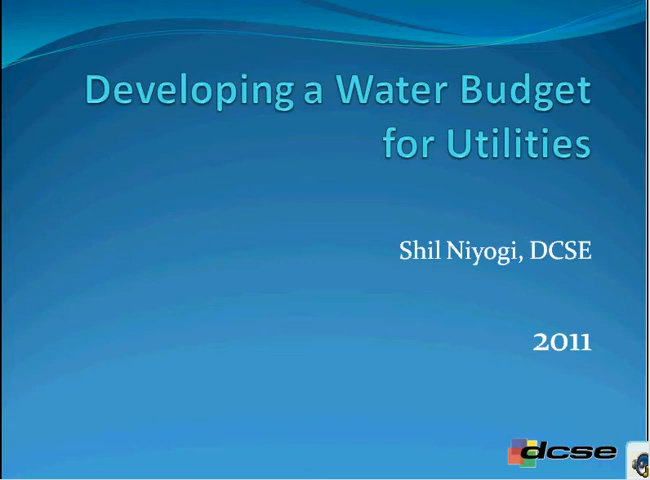 Developing a Water Budget
for Utilities
Shil Niyogi, DCSE
2011
dcse